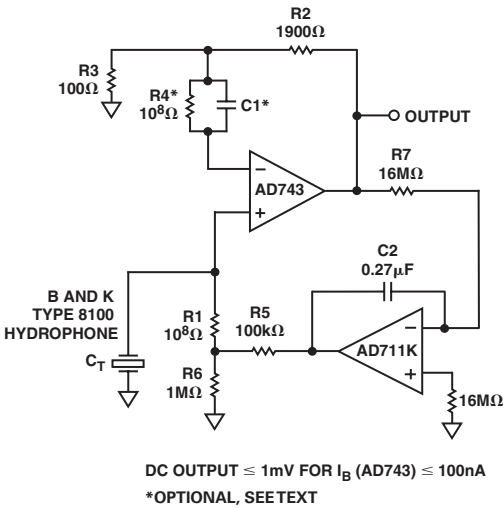 R2
1900Ω
R3
100Ω
R4*
10⁸Ω
C1*
OUTPUT
R7
16MΩ
−
AD743
+
C2
0.27µF
B AND K
TYPE 8100
HYDROPHONE
R1
10⁸Ω
R5
100kΩ
−
AD711K
+
C_T
R6
1MΩ
16MΩ
DC OUTPUT ≤ 1mV FOR I_B (AD743) ≤ 100nA
*OPTIONAL, SEE TEXT